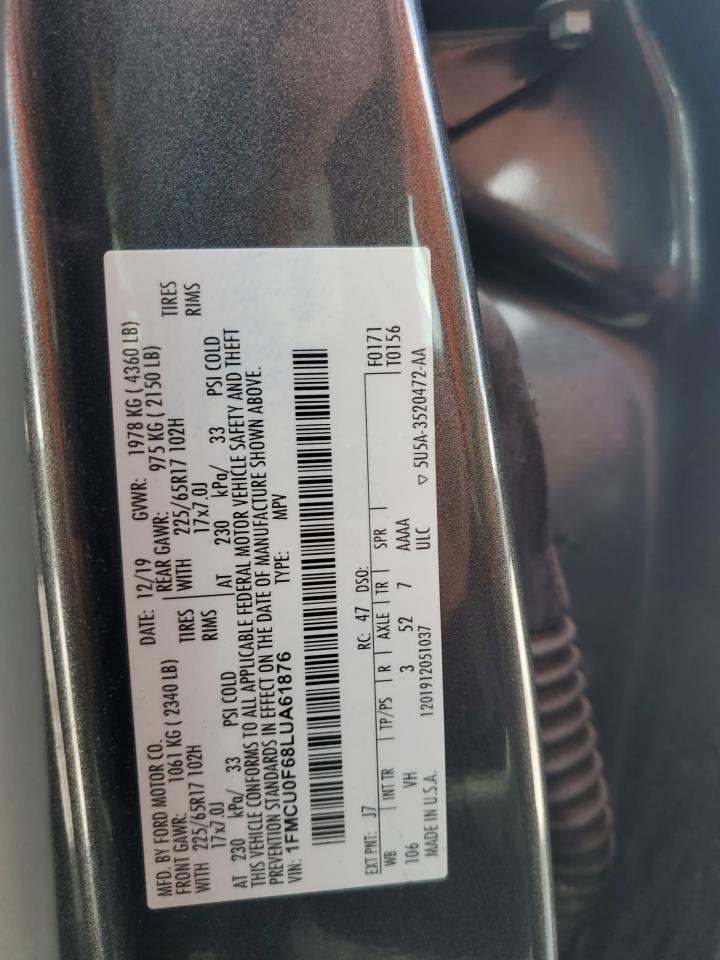 MFD. BY FORD MOTOR CO.
DATE: 12/19
GVWR: 1978 KG ( 4360 LB)
FRONT GAWR: 1061 KG ( 2340 LB)
REAR GAWR: 975 KG ( 2150 LB)
WITH 225/65R17 102H TIRES
WITH 225/65R17 102H TIRES
17x7.0J RIMS
17x7.0J RIMS
AT 230 kPa/ 33 PSI COLD
AT 230 kPa/ 33 PSI COLD
THIS VEHICLE CONFORMS TO ALL APPLICABLE FEDERAL MOTOR VEHICLE SAFETY AND THEFT
PREVENTION STANDARDS IN EFFECT ON THE DATE OF MANUFACTURE SHOWN ABOVE.
VIN: 1FMCU0F68LUA61876
TYPE: MPV
EXT PNT: J7 RC: 47 DSO: F0171
WB INT TR TP/PS R AXLE TR SPR T0156
106 VH 3 52 7 AAAA
MADE IN U.S.A. 1201912051037 ULC ▽ 5U5A-3520472-AA